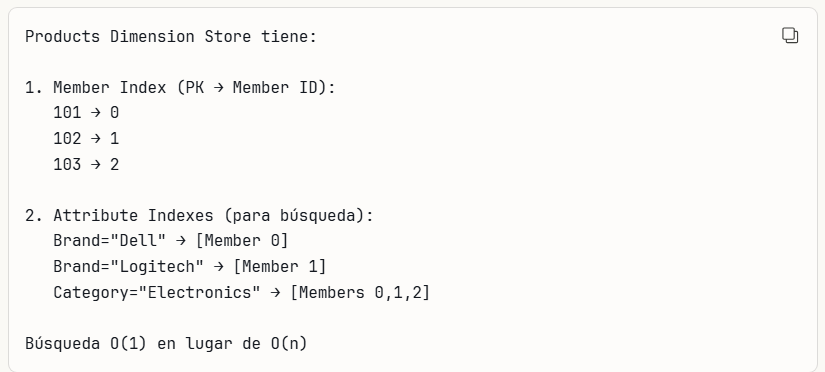 Products Dimension Store tiene:
1. Member Index (PK → Member ID):
101 → 0
102 → 1
103 → 2
2. Attribute Indexes (para búsqueda):
Brand="Dell" → [Member 0]
Brand="Logitech" → [Member 1]
Category="Electronics" → [Members 0,1,2]
Búsqueda O(1) en lugar de O(n)